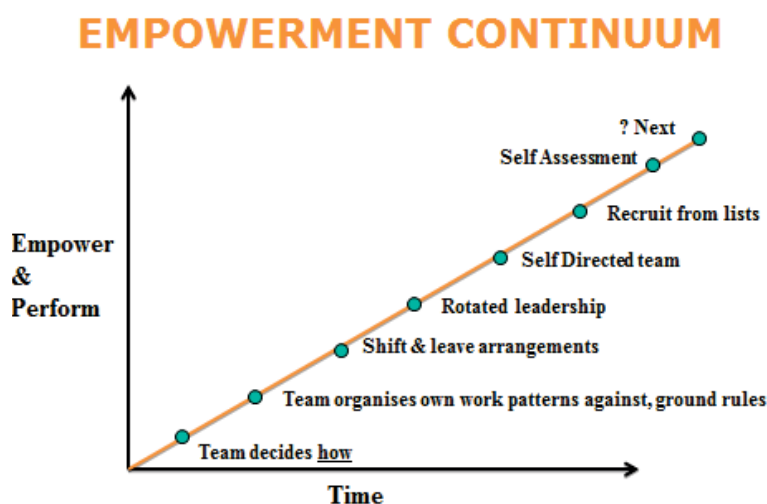 EMPOWERMENT CONTINUUM
? Next
Self Assessment
Recruit from lists
Empower
&
Perform
Self Directed team
Rotated leadership
Shift & leave arrangements
Team organises own work patterns against, ground rules
Team decides how
Time